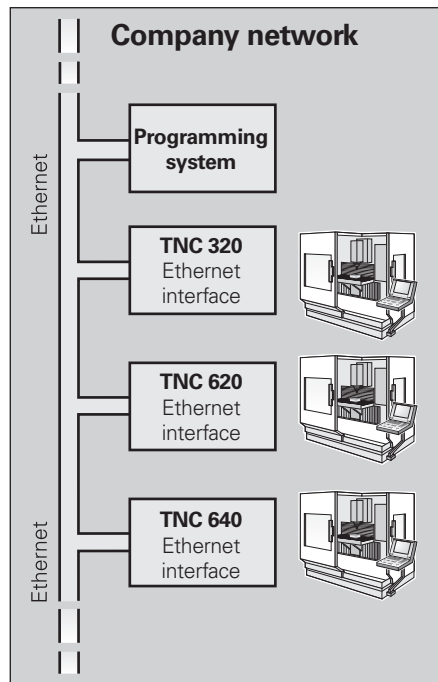 Company network
Programming
system
Ethernet
TNC 320
Ethernet
interface
TNC 620
Ethernet
interface
TNC 640
Ethernet
interface
Ethernet